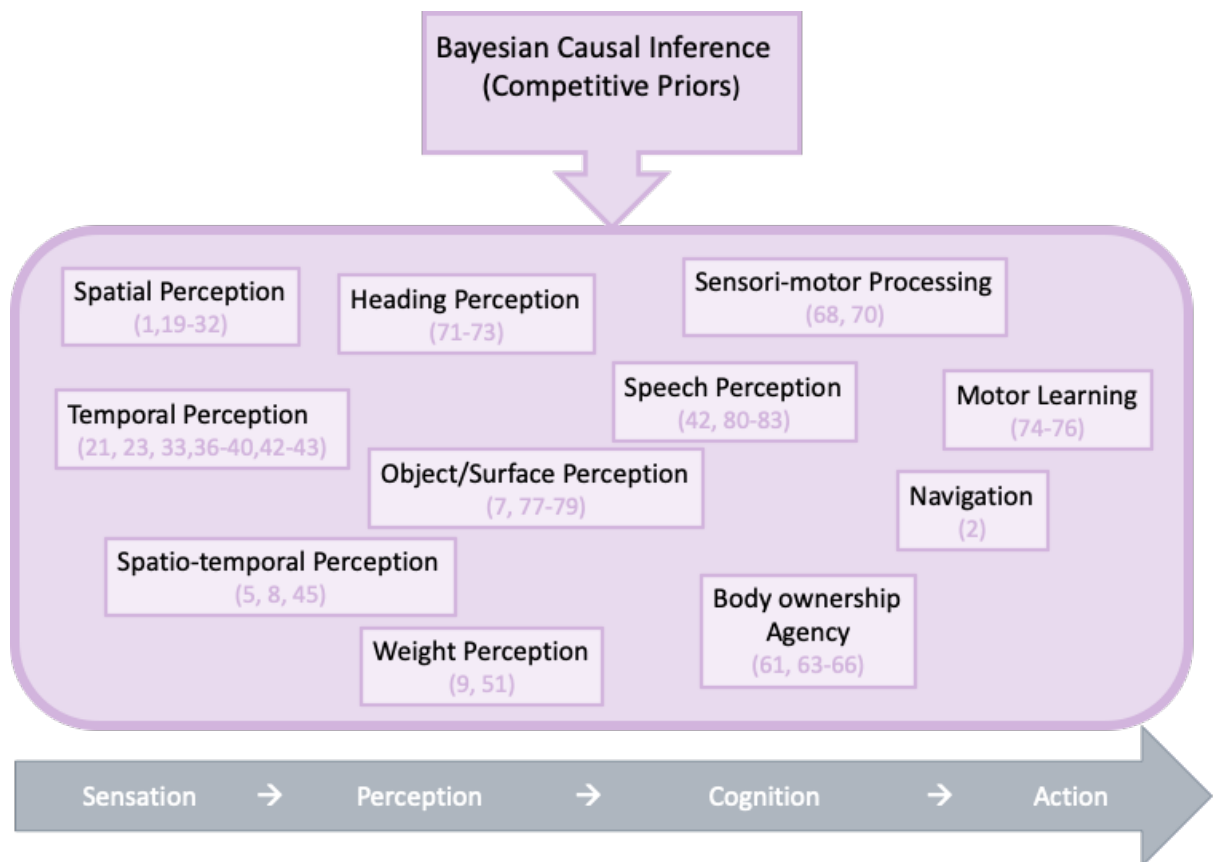 Bayesian Causal Inference
(Competitive Priors)
Spatial Perception
(1,19-32)
Heading Perception
(71-73)
Sensori-motor Processing
(68, 70)
Temporal Perception
(21, 23, 33,36-40,42-43)
Speech Perception
(42, 80-83)
Motor Learning
(74-76)
Object/Surface Perception
(7, 77-79)
Navigation
(2)
Spatio-temporal Perception
(5, 8, 45)
Body ownership
Agency
(61, 63-66)
Weight Perception
(9, 51)
Sensation → Perception → Cognition → Action